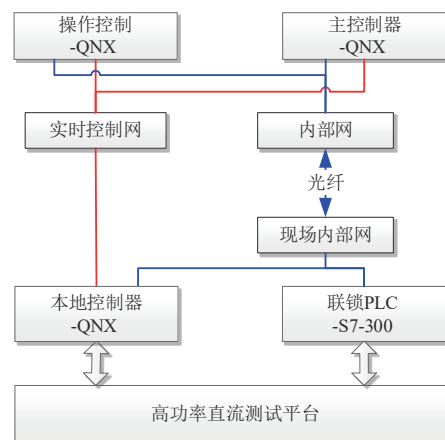 操作控制
-QNX
主控制器
-QNX
实时控制网
内部网
光纤
现场内部网
本地控制器
-QNX
联锁PLC
-S7-300
高功率直流测试平台